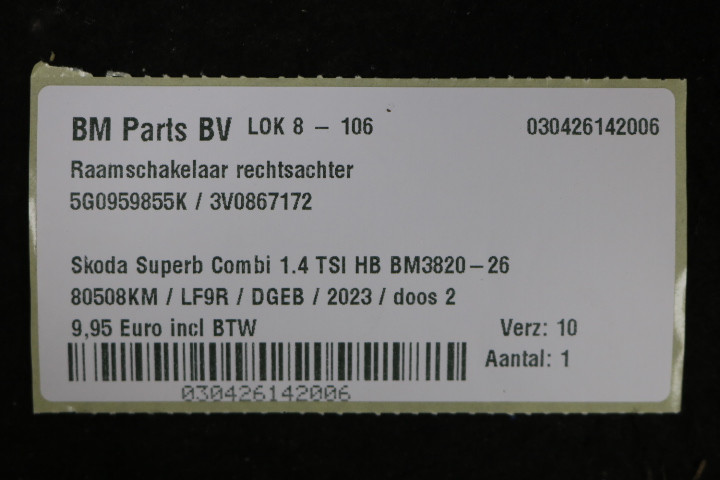 BM Parts BV LOK 8 – 106 030426142006
Raamschakelaar rechtsachter
5G0959855K / 3V0867172
Skoda Superb Combi 1.4 TSI HB BM3820–26
80508KM / LF9R / DGEB / 2023 / doos 2
9,95 Euro incl BTW Verz: 10
Aantal: 1
030426142006